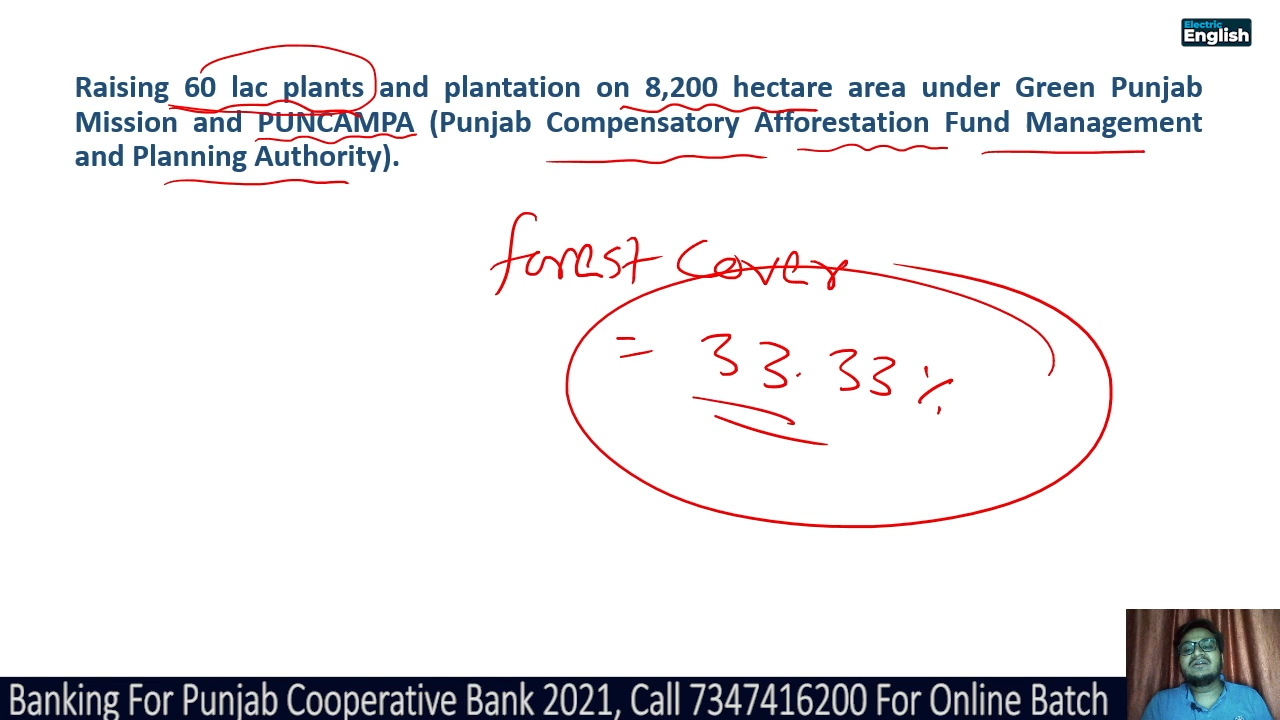 Electric
English
Raising 60 lac plants and plantation on 8,200 hectare area under Green Punjab
Mission and PUNCAMPA (Punjab Compensatory Afforestation Fund Management
and Planning Authority).
forest cover
= 33.33%
Banking For Punjab Cooperative Bank 2021, Call 7347416200 For Online Batch